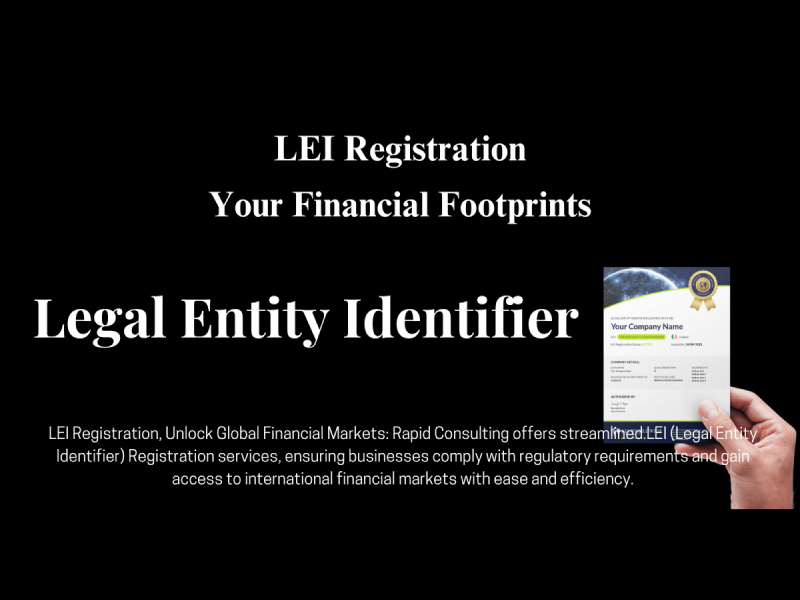 LEI Registration
Your Financial Footprints
Legal Entity Identifier
Your Company Name
LEI Registration, Unlock Global Financial Markets: Rapid Consulting offers streamlined LEI (Legal Entity
Identifier) Registration services, ensuring businesses comply with regulatory requirements and gain
access to international financial markets with ease and efficiency.